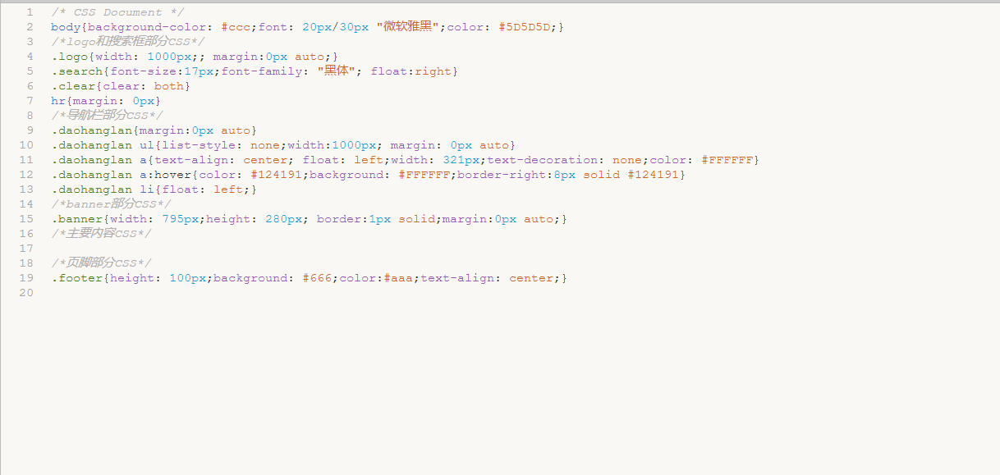 1 /* CSS Document */
2 body{background-color: #ccc;font: 20px/30px "微软雅黑";color: #5D5D5D;}
3 /*logo和搜索框部分CSS*/
4 .logo{width: 1000px;; margin:0px auto;}
5 .search{font-size:17px;font-family: "黑体"; float:right}
6 .clear{clear: both}
7 hr{margin: 0px}
8 /*导航栏部分CSS*/
9 .daohanglan{margin:0px auto}
10 .daohanglan ul{list-style: none;width:1000px; margin: 0px auto}
11 .daohanglan a{text-align: center; float: left;width: 321px;text-decoration: none;color: #FFFFFF}
12 .daohanglan a:hover{color: #124191;background: #FFFFFF;border-right:8px solid #124191}
13 .daohanglan li{float: left;}
14 /*banner部分CSS*/
15 .banner{width: 795px;height: 280px; border:1px solid;margin:0px auto;}
16 /*主要内容CSS*/
17
18 /*页脚部分CSS*/
19 .footer{height: 100px;background: #666;color:#aaa;text-align: center;}
20